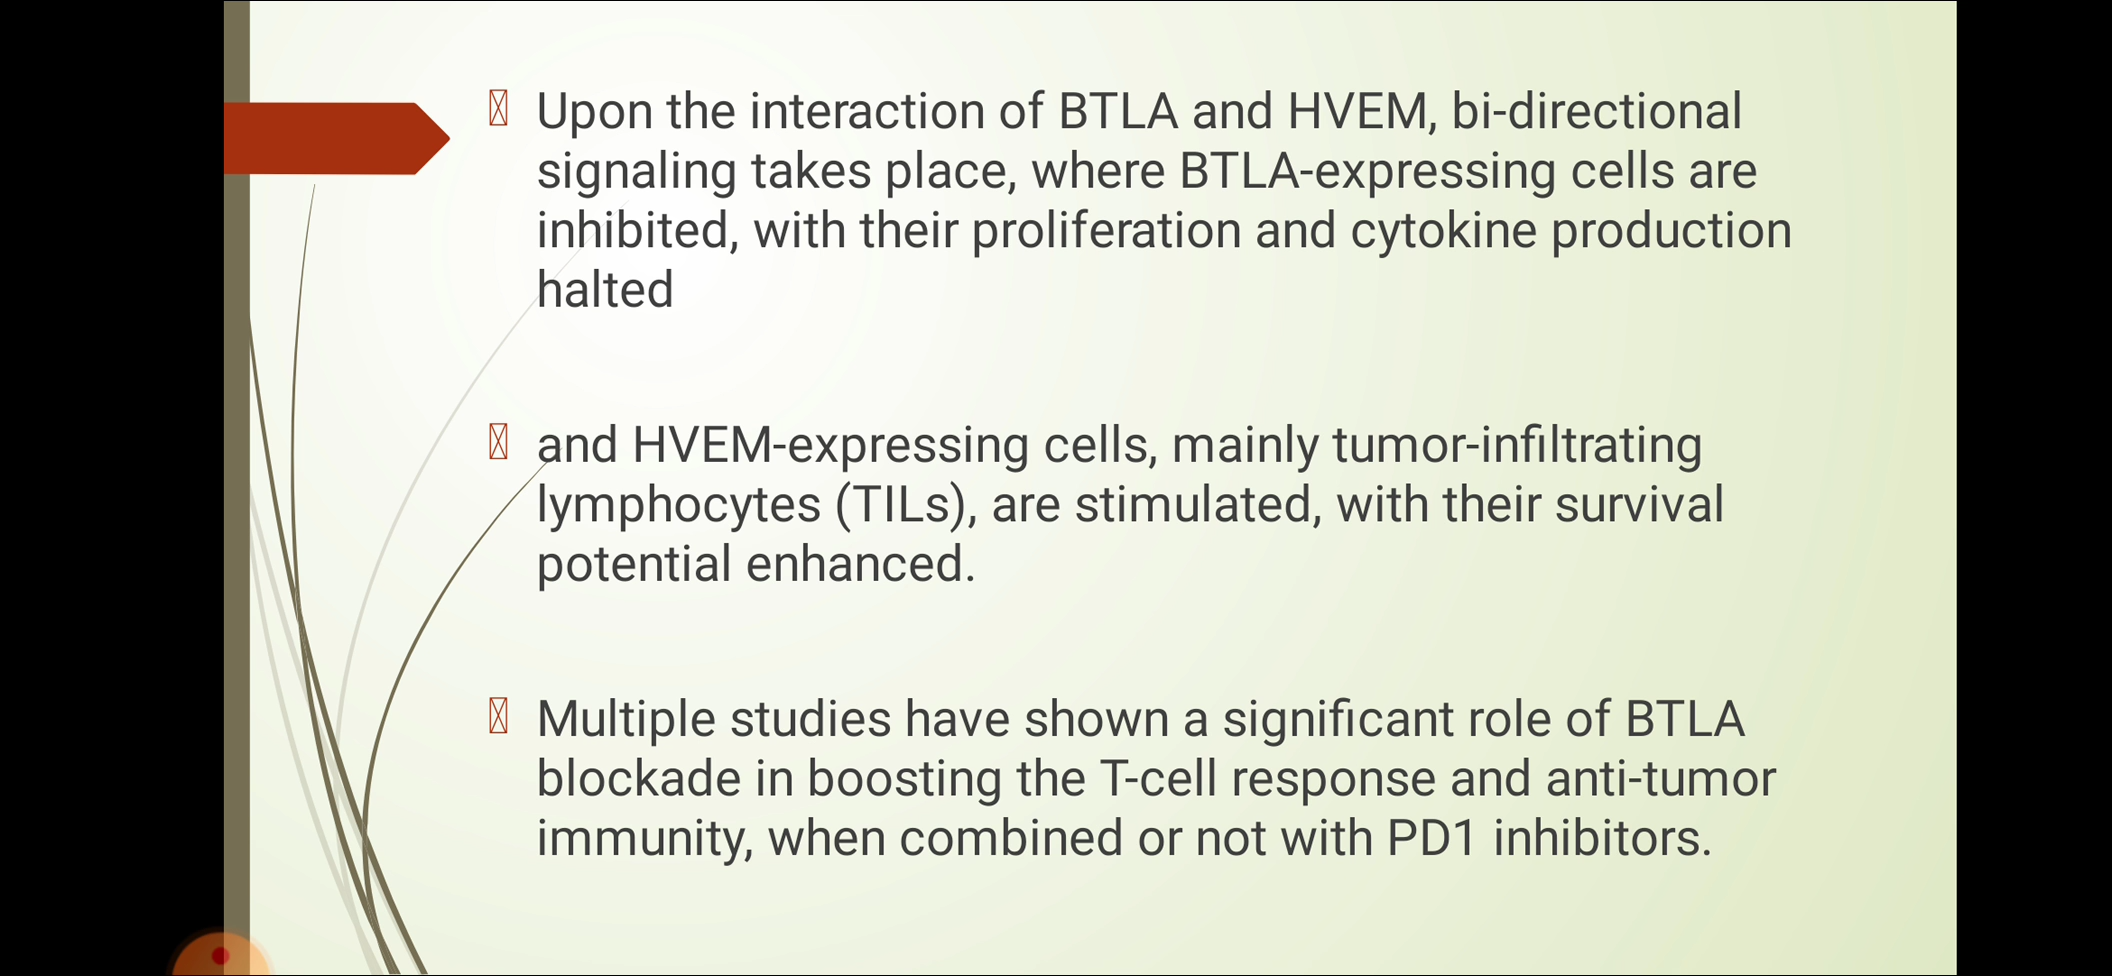 Upon the interaction of BTLA and HVEM, bi-directional
signaling takes place, where BTLA-expressing cells are
inhibited, with their proliferation and cytokine production
halted
and HVEM-expressing cells, mainly tumor-infiltrating
lymphocytes (TILs), are stimulated, with their survival
potential enhanced.
Multiple studies have shown a significant role of BTLA
blockade in boosting the T-cell response and anti-tumor
immunity, when combined or not with PD1 inhibitors.